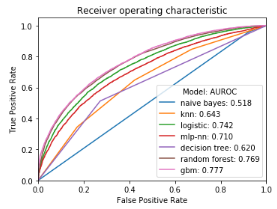 Receiver operating characteristic
True Positive Rate
1.0
0.8
0.6
0.4
0.2
0.0
Model: AUROC
naive bayes: 0.518
knn: 0.643
logistic: 0.742
mlp-nn: 0.710
decision tree: 0.620
random forest: 0.769
gbm: 0.777
0.0 0.2 0.4 0.6 0.8 1.0
False Positive Rate